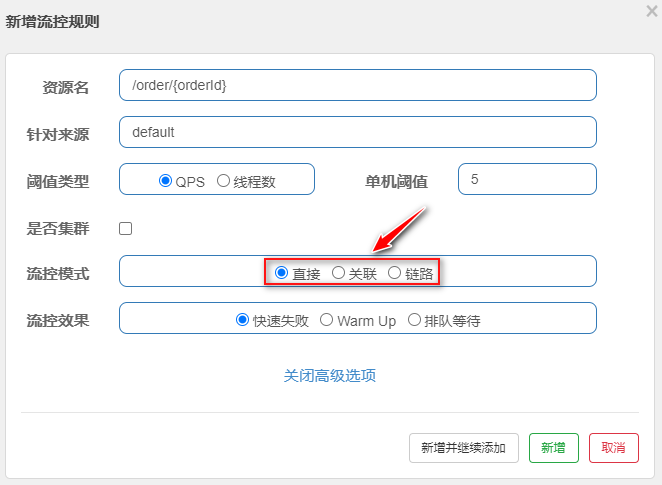 新增流控规则
资源名 /order/{orderId}
针对来源 default
阈值类型 QPS 线程数 单机阈值 5
是否集群
流控模式 直接 关联 链路
流控效果 快速失败 Warm Up 排队等待
关闭高级选项
新增并继续添加 新增 取消